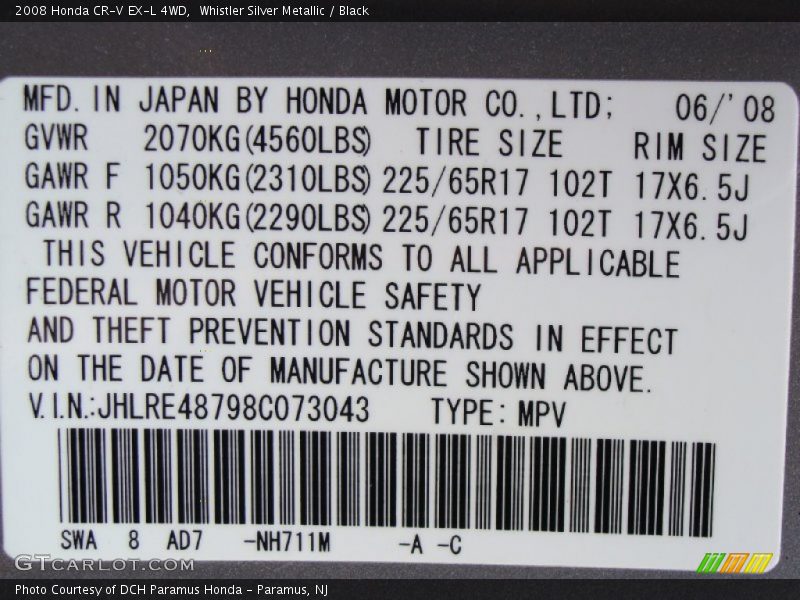 2008 Honda CR-V EX-L 4WD, Whistler Silver Metallic / Black
MFD. IN JAPAN BY HONDA MOTOR CO., LTD; 06/'08
GVWR 2070KG(4560LBS) TIRE SIZE RIM SIZE
GAWR F 1050KG(2310LBS) 225/65R17 102T 17X6.5J
GAWR R 1040KG(2290LBS) 225/65R17 102T 17X6.5J
THIS VEHICLE CONFORMS TO ALL APPLICABLE
FEDERAL MOTOR VEHICLE SAFETY
AND THEFT PREVENTION STANDARDS IN EFFECT
ON THE DATE OF MANUFACTURE SHOWN ABOVE.
V.I.N.:JHLRE48798C073043 TYPE: MPV
SWA 8 AD7 -NH711M -A -C
GTcarlot.com
Photo Courtesy of DCH Paramus Honda - Paramus, NJ